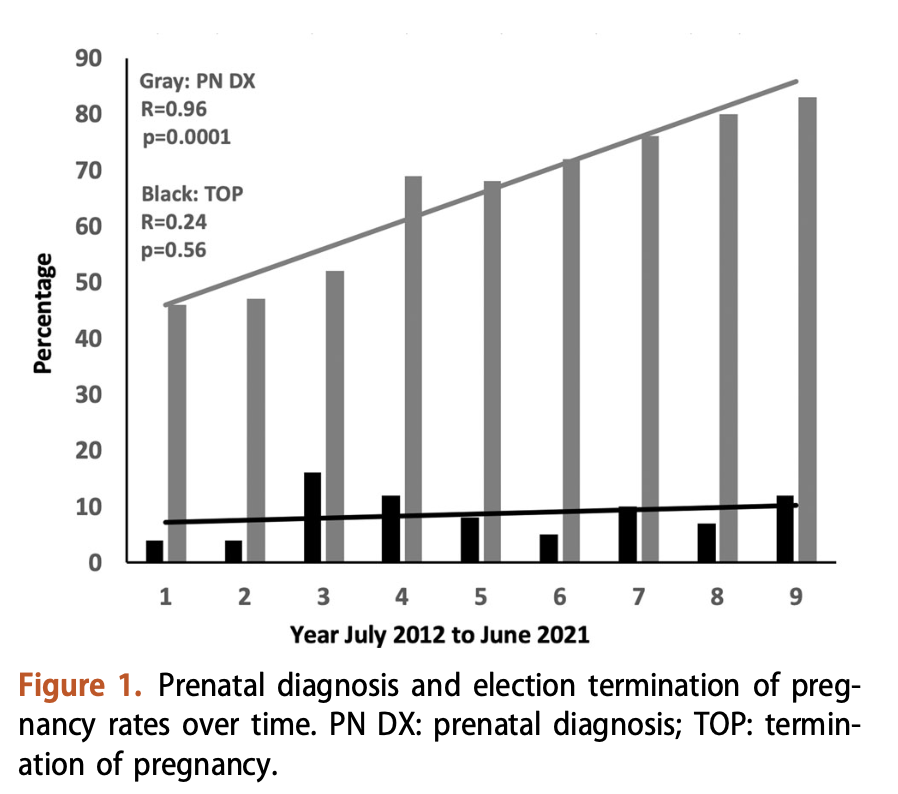 90
80
70
60
50
40
30
20
10
0
Percentage
Gray: PN DX
R=0.96
p=0.0001
Black: TOP
R=0.24
p=0.56
1 2 3 4 5 6 7 8 9
Year July 2012 to June 2021
Figure 1. Prenatal diagnosis and election termination of preg-
nancy rates over time. PN DX: prenatal diagnosis; TOP: termin-
ation of pregnancy.